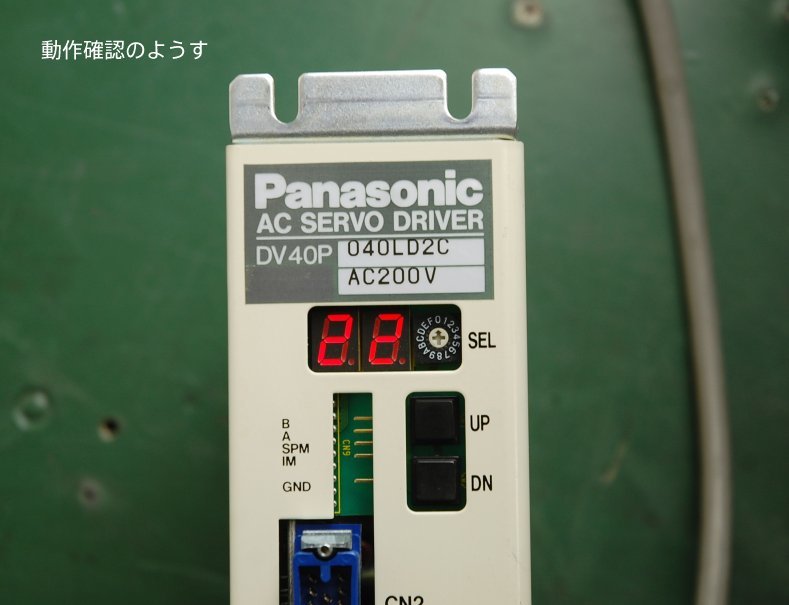 動作確認のようす
Panasonic
AC SERVO DRIVER
DV40P 040LD2C
AC200V
SEL
UP
B
A
SPM
IM
CN9
GND
DN
CN2